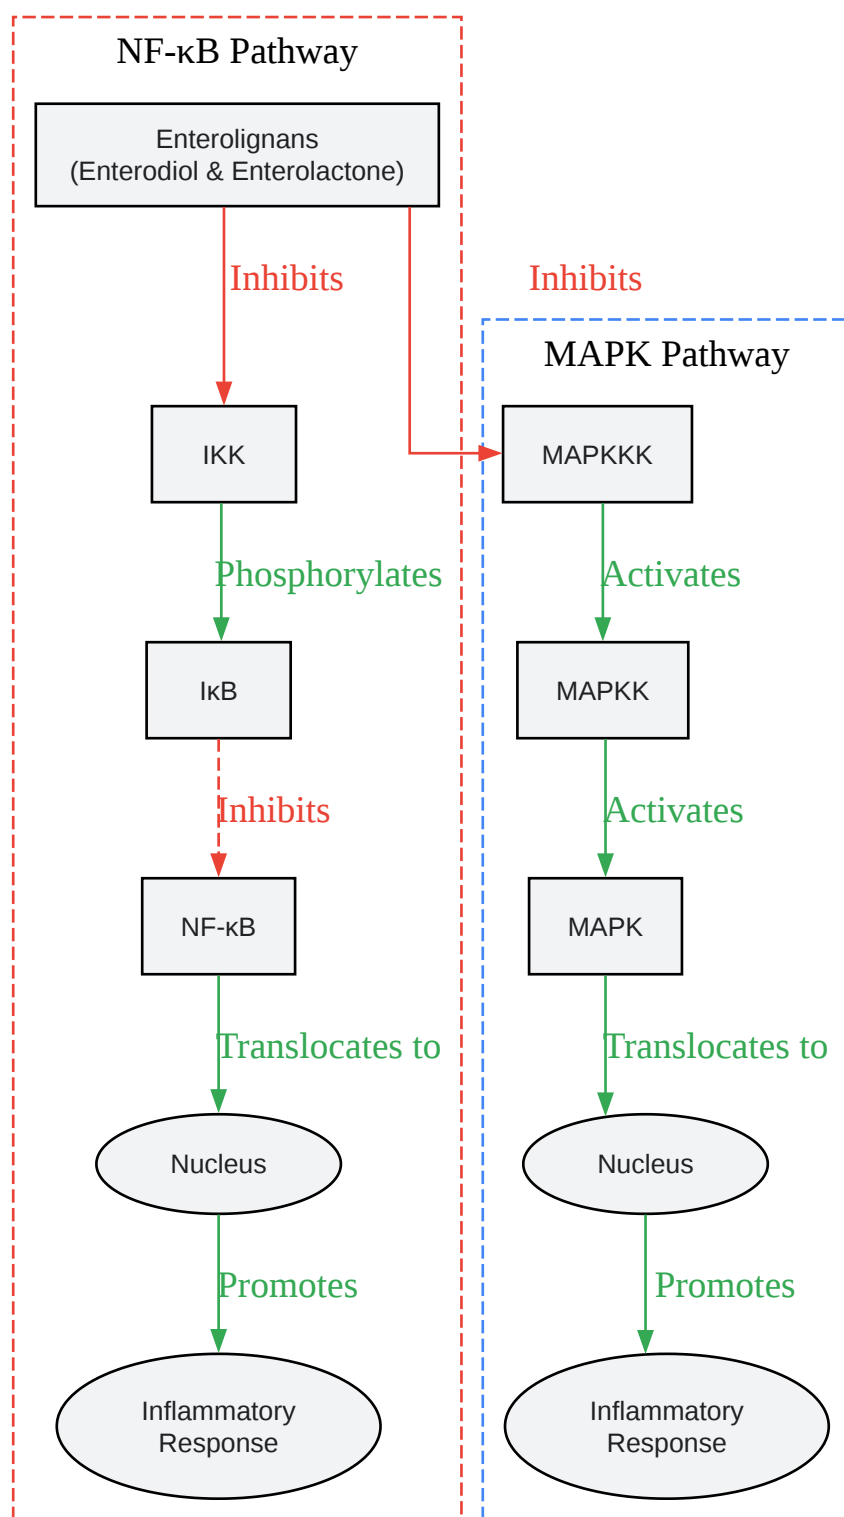 NF-κB Pathway
Enterolignans
(Enterodiol & Enterolactone)
Inhibits
Inhibits
MAPK Pathway
IKK
MAPKKK
Phosphorylates
Activates
IκB
MAPKK
Inhibits
Activates
NF-κB
MAPK
Translocates to
Translocates to
Nucleus
Nucleus
Promotes
Promotes
Inflammatory
Response
Inflammatory
Response